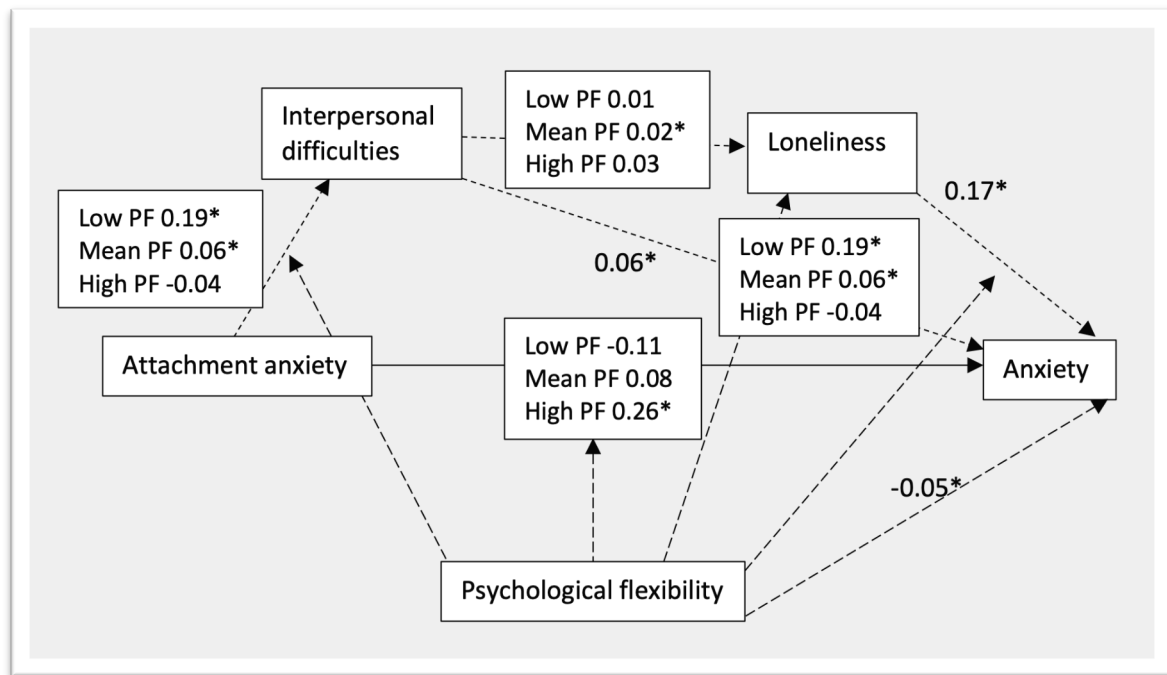 Interpersonal
difficulties
Low PF 0.01
Mean PF 0.02*
High PF 0.03
Loneliness
0.17*
Low PF 0.19*
Mean PF 0.06*
High PF -0.04
0.06*
Low PF 0.19*
Mean PF 0.06*
High PF -0.04
Attachment anxiety
Low PF -0.11
Mean PF 0.08
High PF 0.26*
Anxiety
-0.05*
Psychological flexibility